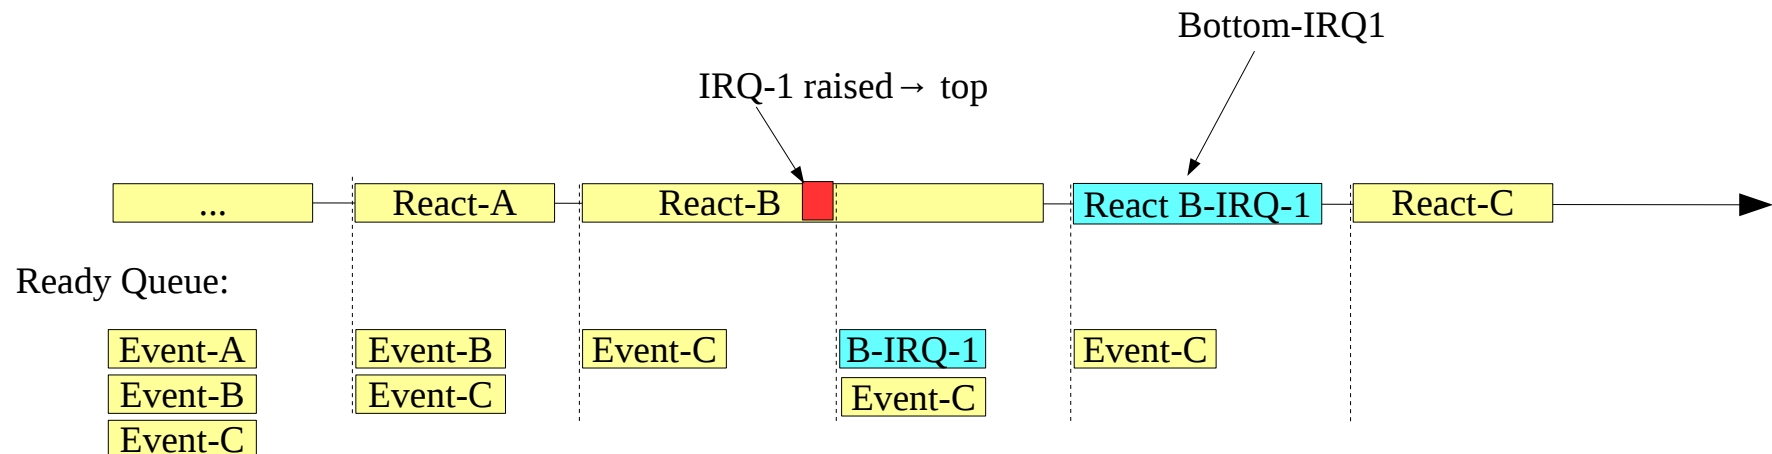 Bottom-IRQ1
IRQ-1 raised→ top
... React-A React-B React B-IRQ-1 React-C
Ready Queue:
Event-A Event-B Event-C B-IRQ-1 Event-C
Event-B Event-C Event-C
Event-C